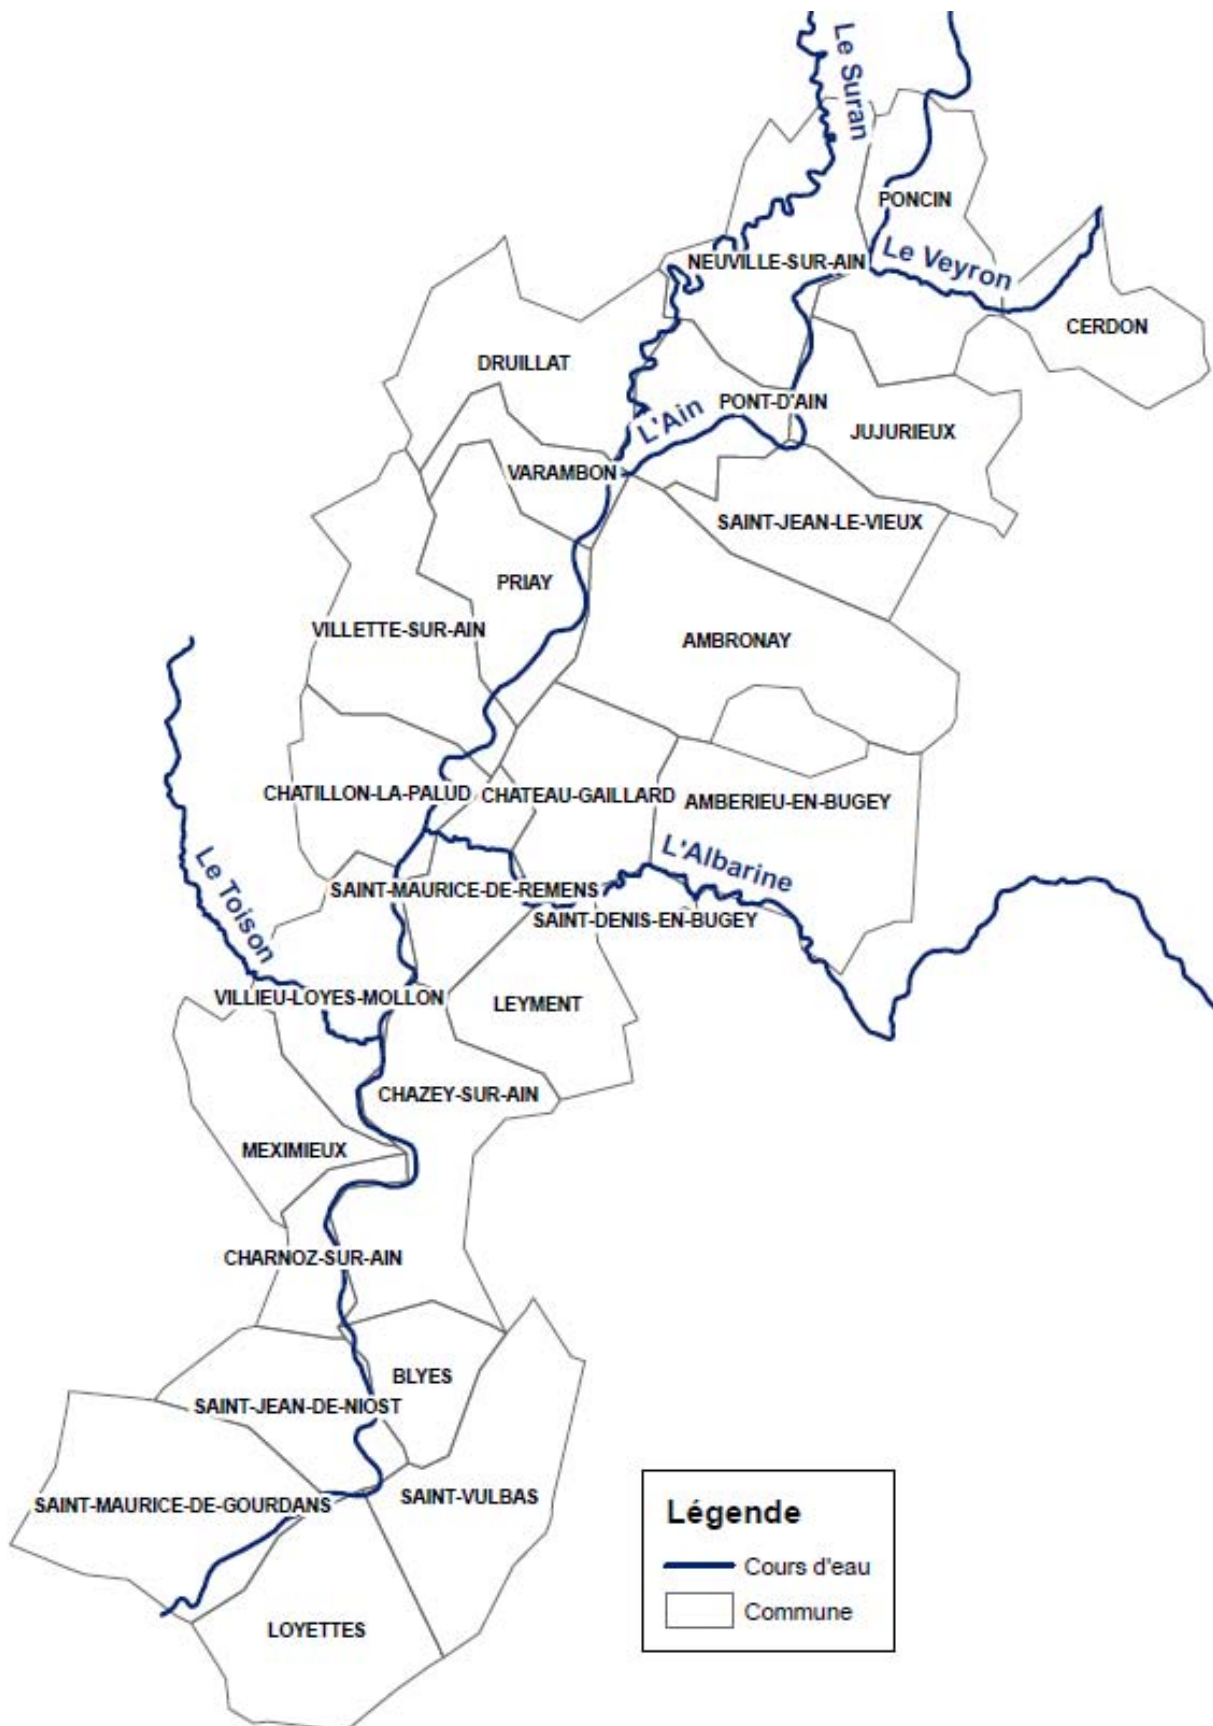 Le Suran
PONCIN
Le Veyron
NEUVILLE-SUR-AIN
CERDON
DRUILLAT
L'Ain
PONT-D'AIN
JUJURIEUX
VARAMBON
SAINT-JEAN-LE-VIEUX
PRIAY
VILLETTE-SUR-AIN
AMBRONAY
CHATILLON-LA-PALUD
CHATEAU-GAILLARD
AMBERIEU-EN-BUGEY
L'Albarine
Le Toison
SAINT-MAURICE-DE-REMENS
SAINT-DENIS-EN-BUGEY
VILLIEU-LOYES-MOLLON
LEYMENT
CHAZEY-SUR-AIN
MEXIMIEUX
CHARNOZ-SUR-AIN
BLYES
SAINT-JEAN-DE-NIOST
SAINT-VULBAS
SAINT-MAURICE-DE-GOURDANS
LOYETTES
Légende
Cours d'eau
Commune